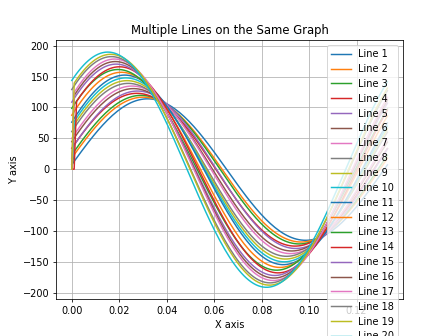 Multiple Lines on the Same Graph
Y axis
200
150
100
50
0
−50
−100
−150
−200
0.00
0.02
0.04
0.06
0.08
0.10
X axis
Line 1
Line 2
Line 3
Line 4
Line 5
Line 6
Line 7
Line 8
Line 9
Line 10
Line 11
Line 12
Line 13
Line 14
Line 15
Line 16
Line 17
Line 18
Line 19
Line 20